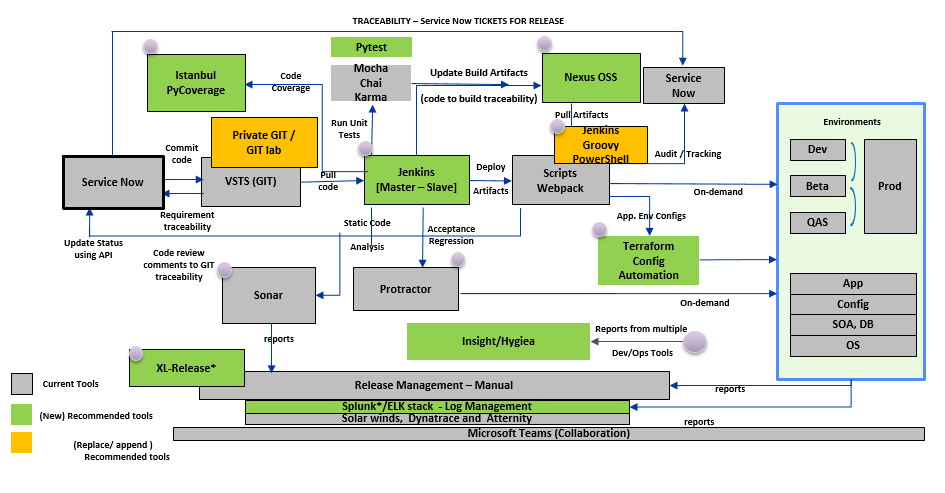 TRACEABILITY – Service Now TICKETS FOR RELEASE
Pytest
Istanbul
PyCoverage
Code
Coverage
Mocha
Chai
Karma
Update Build Artifacts
(code to build traceability)
Nexus OSS
Service
Now
Run Unit
Tests
Pull Artifacts
Private GIT /
GIT lab
Jenkins
Groovy
PowerShell
Audit / Tracking
Commit
code
Service Now
VSTS (GIT)
Pull
code
Jenkins
[Master – Slave]
Deploy
Artifacts
Scripts
Webpack
On-demand
Requirement
traceability
Update Status
using API
Static Code
Analysis
Acceptance
Regression
App. Env Configs
Code review
comments to GIT
traceability
Terraform
Config
Automation
Sonar
Protractor
On-demand
Environments
Dev
Beta
QAS
Prod
App
Config
SOA, DB
OS
reports
Insight/Hygiea
Reports from multiple
Dev/Ops Tools
XL-Release*
Release Management – Manual
reports
Splunk*/ELK stack - Log Management
Solar winds, Dynatrace and Atternity
reports
Microsoft Teams (Collaboration)
Current Tools
(New) Recommended tools
(Replace/ append )
Recommended tools